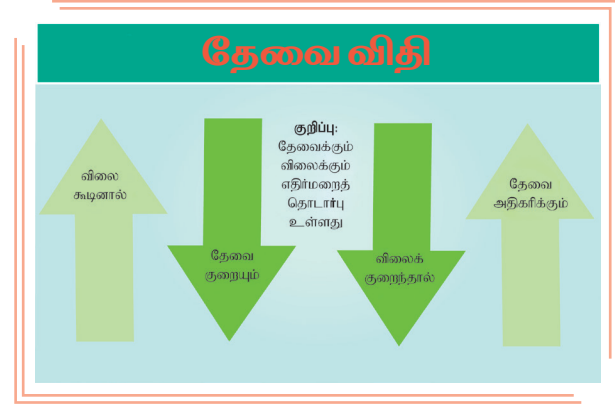 தேவை விதி
விலை
கூடினால்
தேவை
குறையும்
குறிப்பு:
தேவைக்கும்
விலைக்கும்
எதிர்மறைத்
தொடர்பு
உள்ளது
விலைக்
குறைந்தால்
தேவை
அதிகரிக்கும்